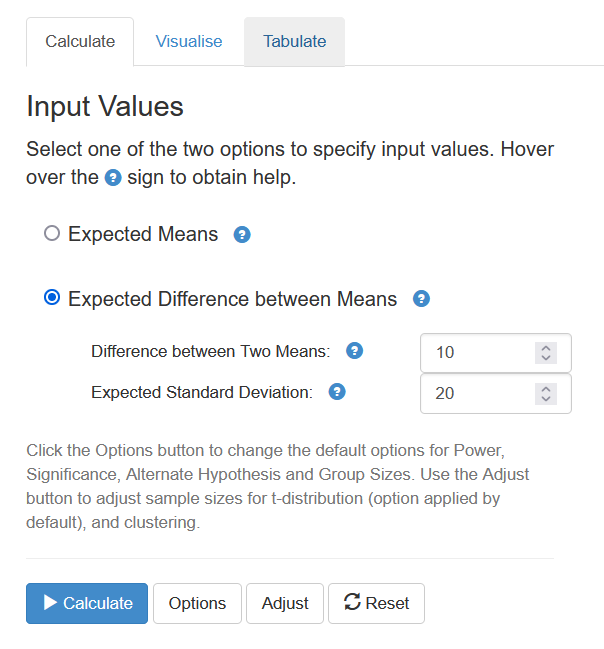 Calculate Visualise Tabulate
Input Values
Select one of the two options to specify input values. Hover
over the ? sign to obtain help.
Expected Means ?
Expected Difference between Means ?
Difference between Two Means: ? 10
Expected Standard Deviation: ? 20
Click the Options button to change the default options for Power,
Significance, Alternate Hypothesis and Group Sizes. Use the Adjust
button to adjust sample sizes for t-distribution (option applied by
default), and clustering.
Calculate Options Adjust Reset